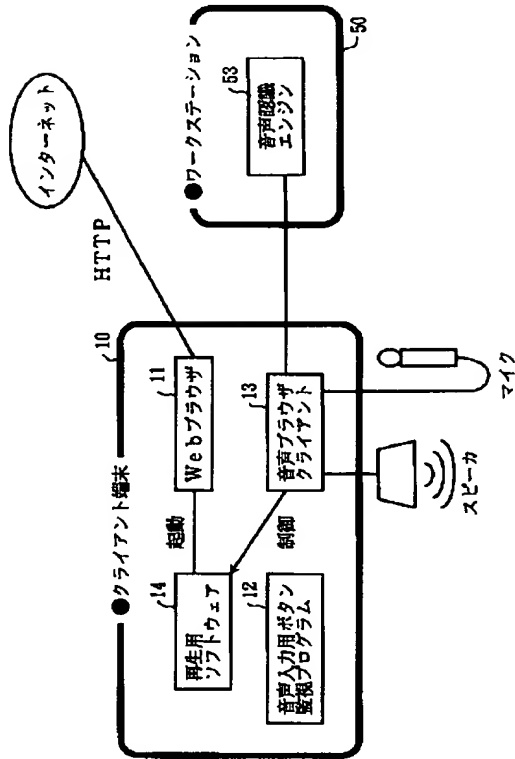 ●クライアント端末
10
14
再生用
ソフトウェア
起動
11
Webブラウザ
HTTP
インターネット
12
音声入力用ボタン
監視プログラム
制御
13
音声ブラウザ
クライアント
スピーカ
マイク
●ワークステーション
53
音声認識
エンジン
50